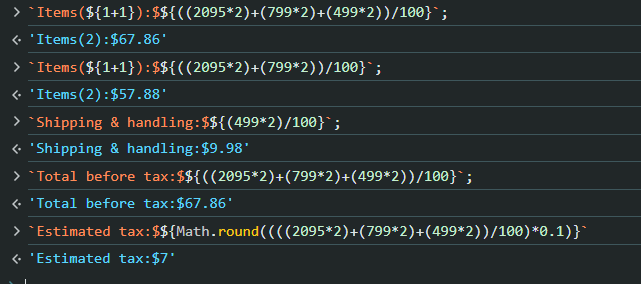 > `Items(${1+1}):$${((2095*2)+(799*2)+(499*2))/100}`;
'Items(2):$67.86'
> `Items(${1+1}):$${((2095*2)+(799*2))/100}`;
'Items(2):$57.88'
> `Shipping & handling:$${(499*2)/100}`;
'Shipping & handling:$9.98'
> `Total before tax:$${((2095*2)+(799*2)+(499*2))/100}`;
'Total before tax:$67.86'
> `Estimated tax:$${Math.round((((2095*2)+(799*2)+(499*2))/100)*0.1)}`
'Estimated tax:$7'